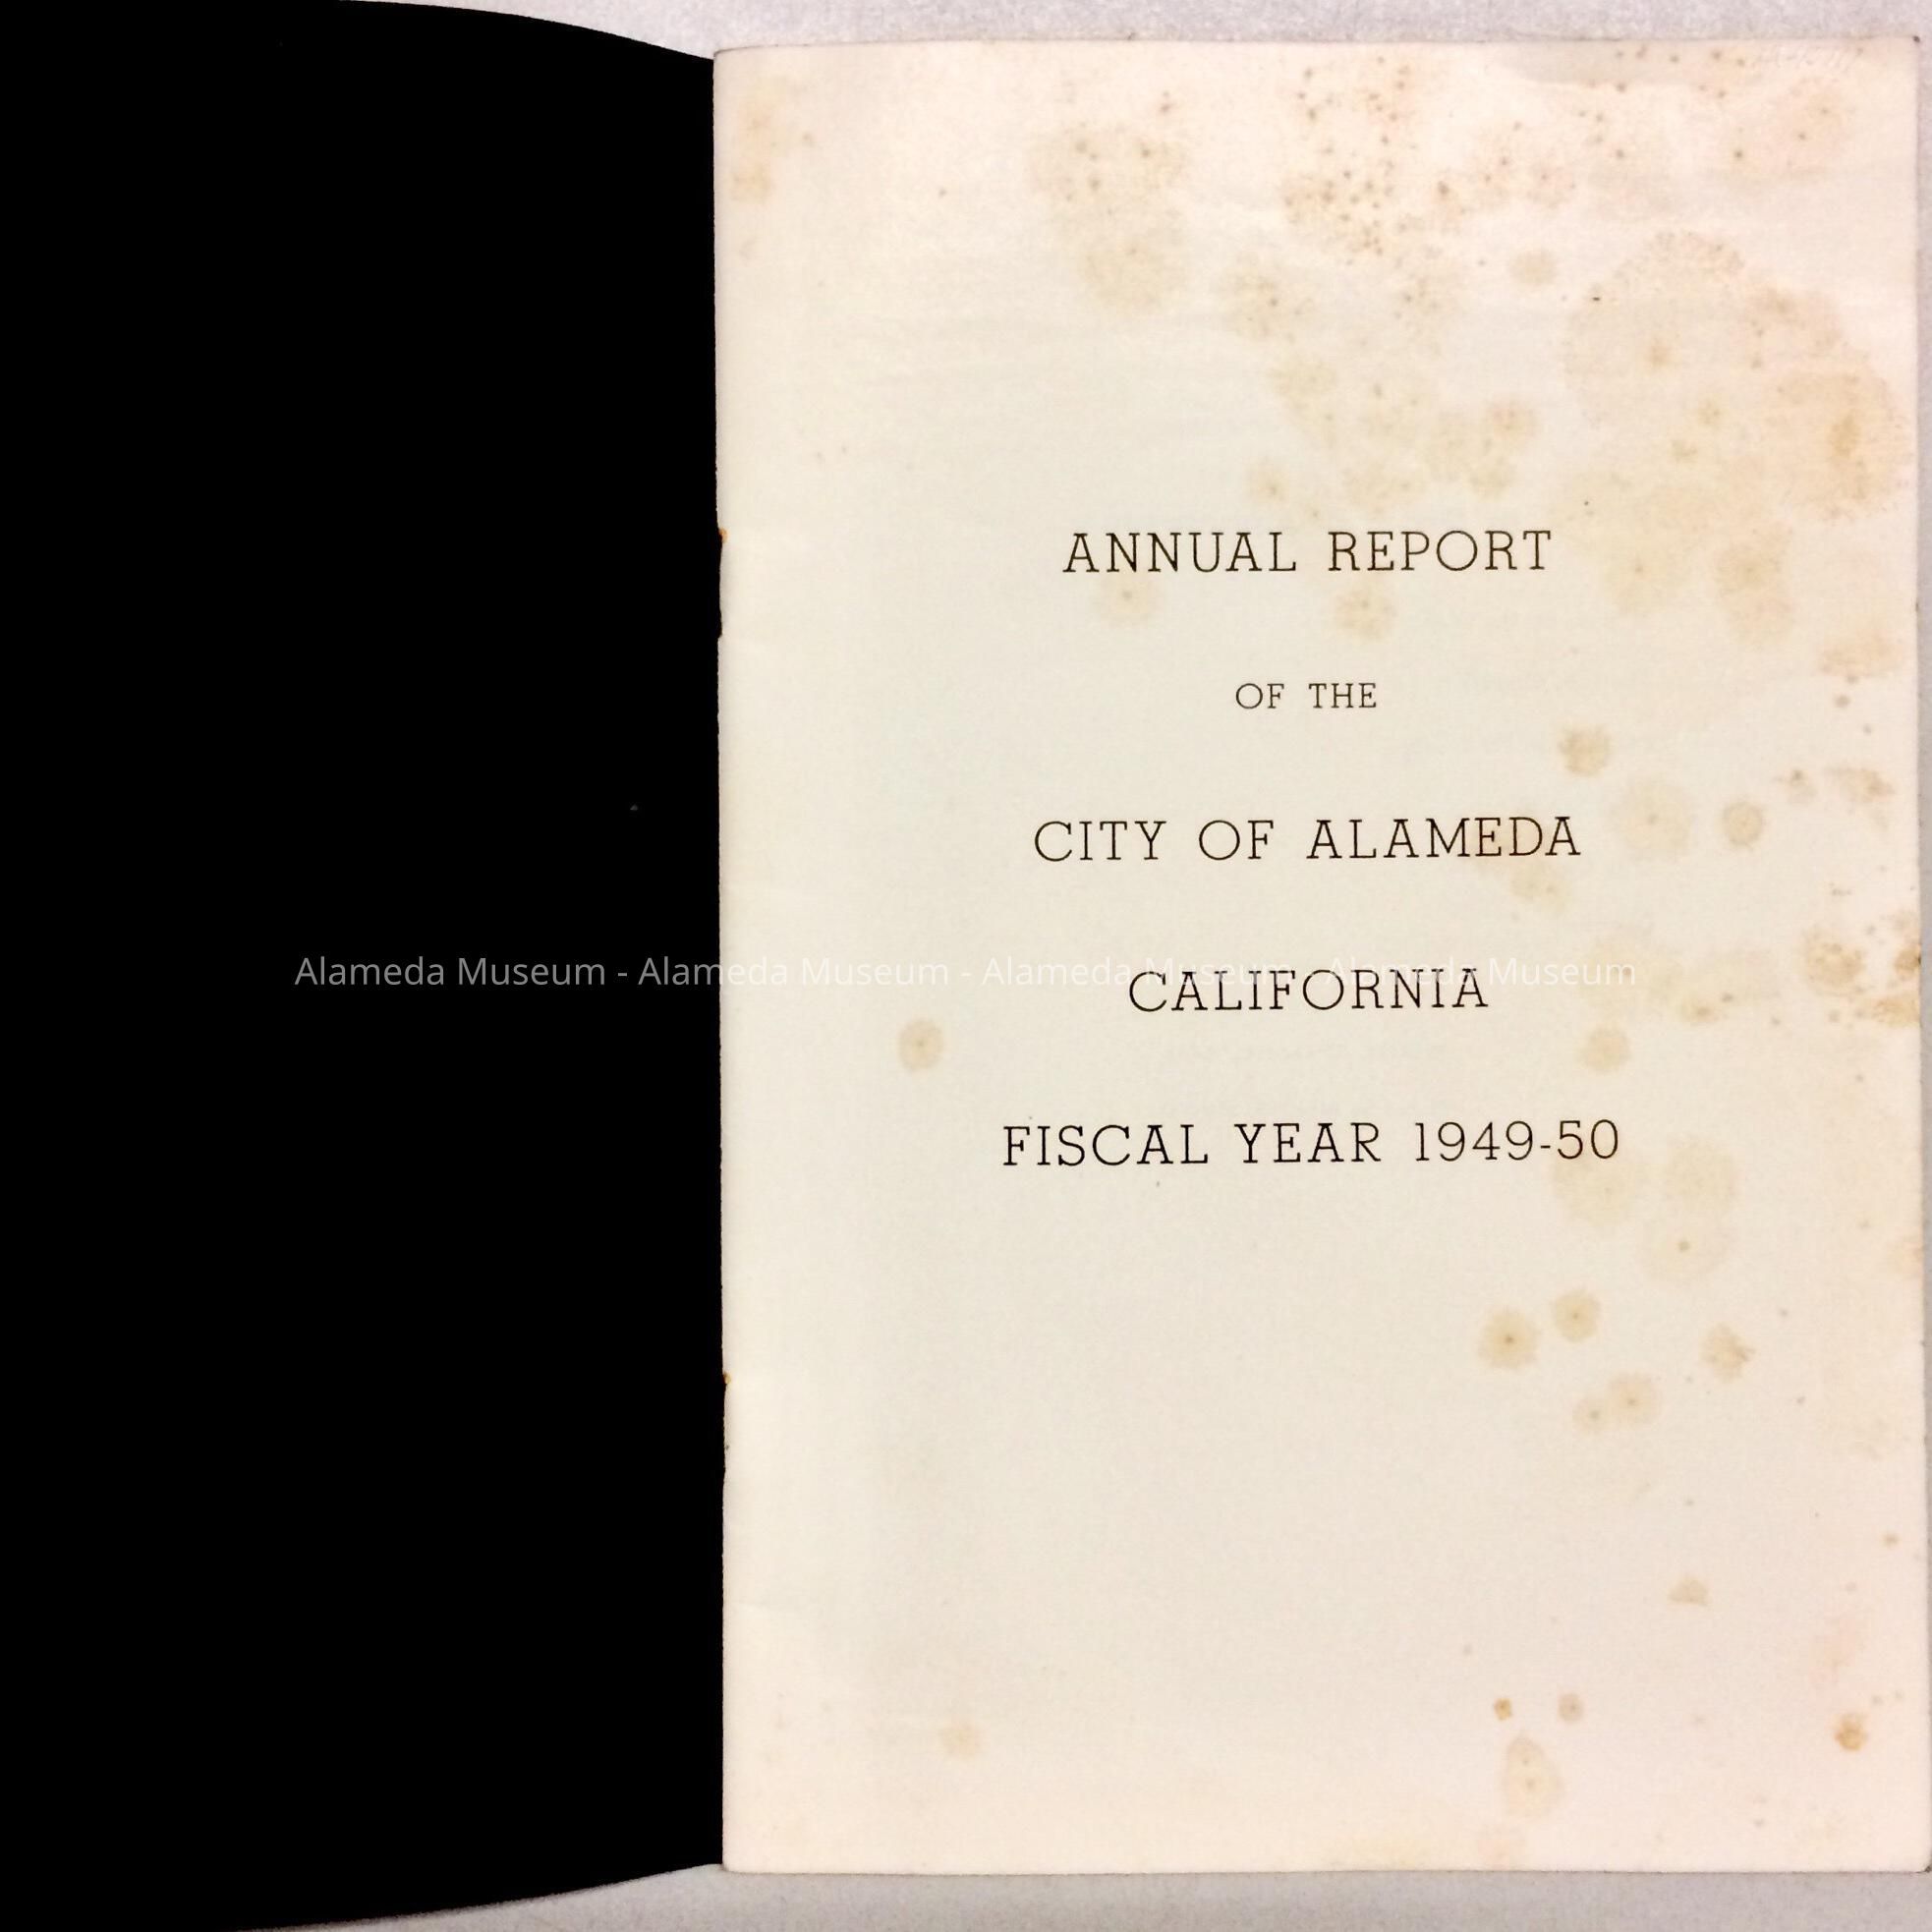 ANNUAL REPORT
OF THE
CITY OF ALAMEDA
Alameda Museum - Alameda Museum - Alameda Museum - Alameda Museum
CALIFORNIA
FISCAL YEAR 1949-50